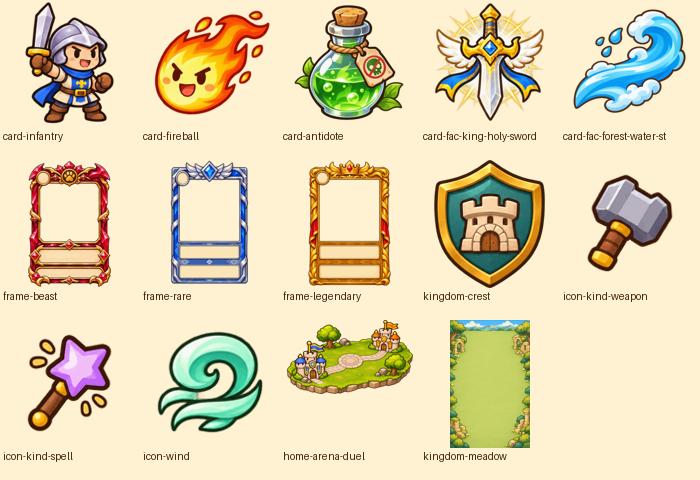 card-infantry
card-fireball
card-antidote
card-fac-king-holy-sword
card-fac-forest-water-st
frame-beast
frame-rare
frame-legendary
kingdom-crest
icon-kind-weapon
icon-kind-spell
icon-wind
home-arena-duel
kingdom-meadow